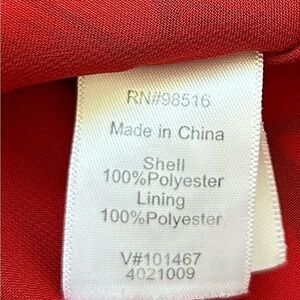 RN#98516
Made in China
Shell
100%Polyester
Lining
100%Polyester
V#101467
4021009